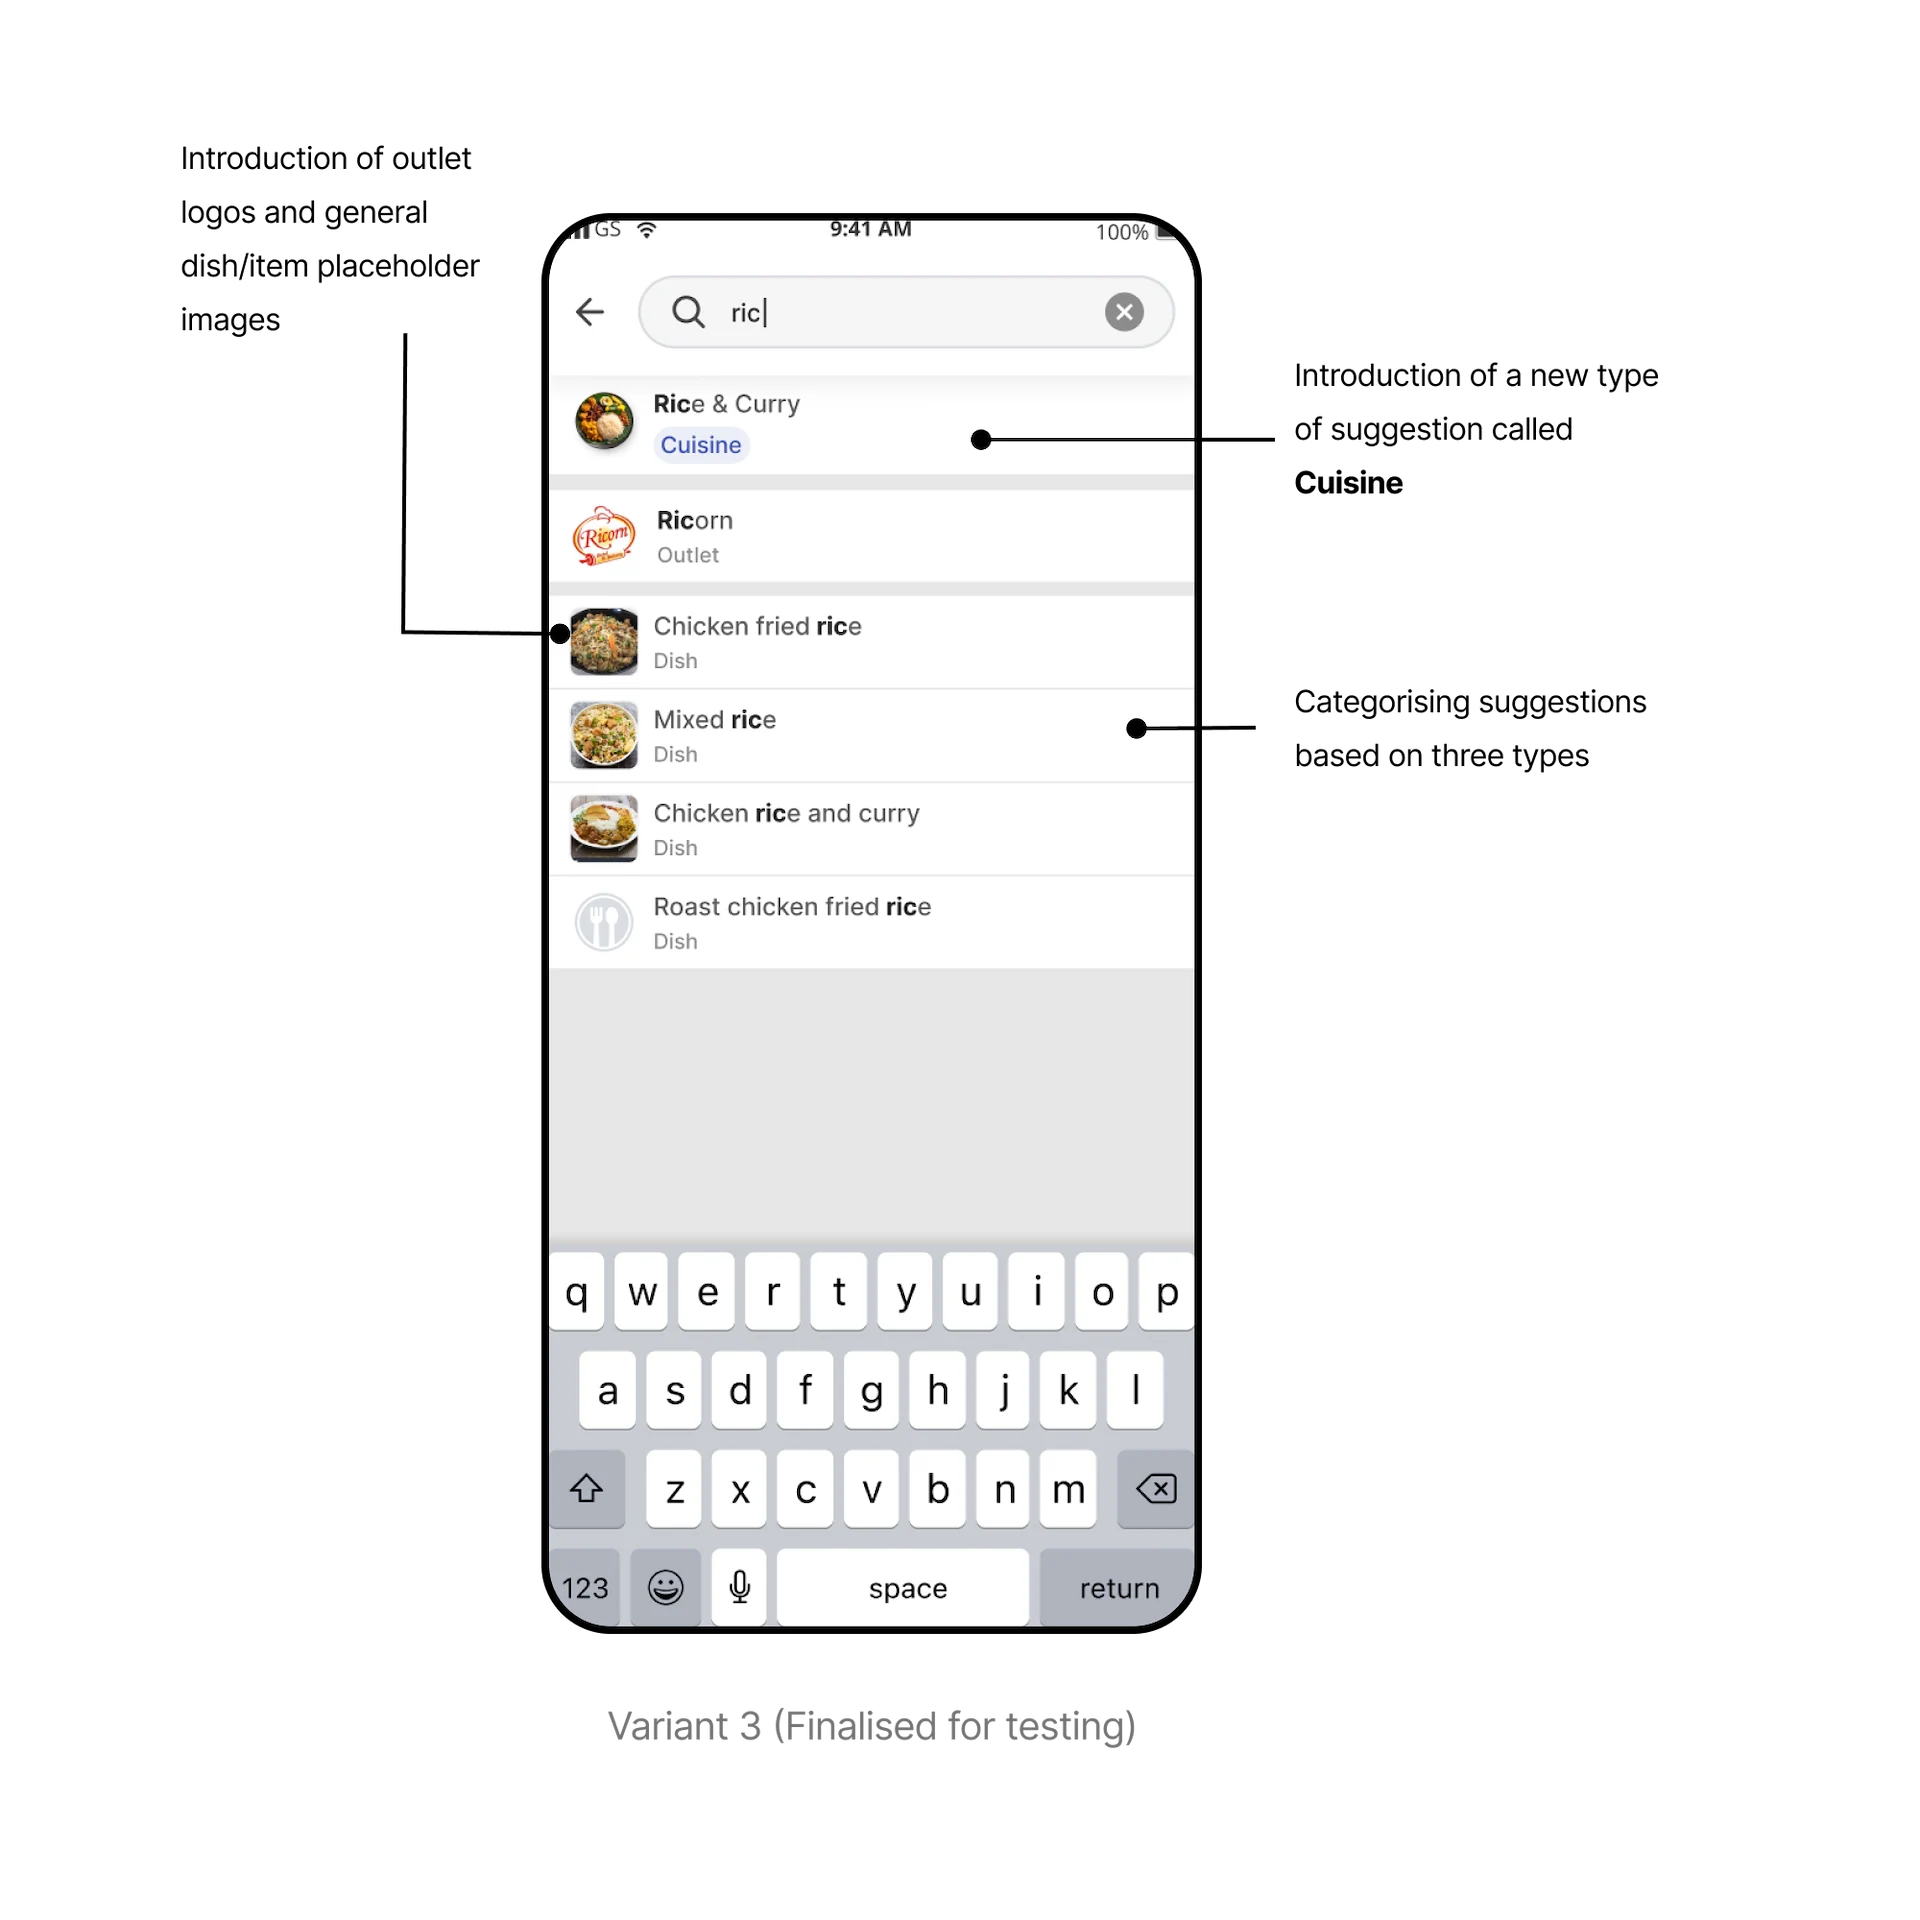 Introduction of outlet
logos and general
dish/item placeholder
images
GS
9:41 AM
100%
ric
Rice & Curry
Cuisine
Ricorn
Ricorn
Outlet
Chicken fried rice
Dish
Mixed rice
Dish
Chicken rice and curry
Dish
Roast chicken fried rice
Dish
Introduction of a new type
of suggestion called
Cuisine
Categorising suggestions
based on three types
q w e r t y u i o p
a s d f g h j k l
z x c v b n m
123 space return
Variant 3 (Finalised for testing)